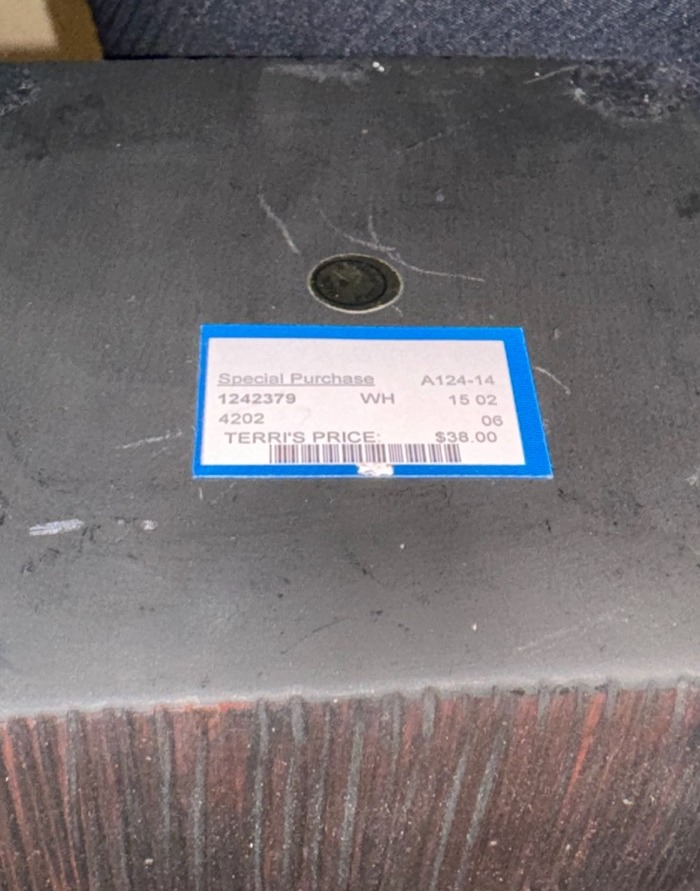 Special Purchase A124-14
1242379 WH 15 02
4202 06
TERRI'S PRICE: $38.00